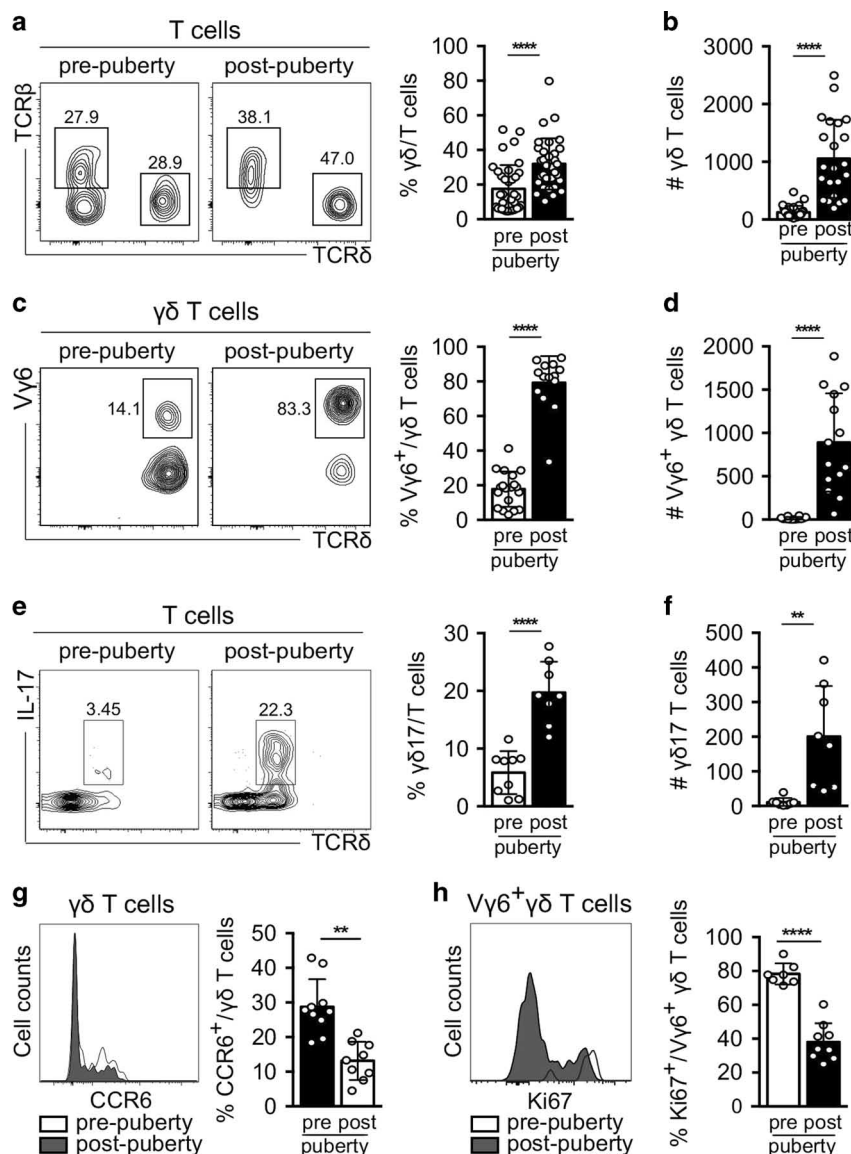 a
T cells
pre-puberty post-puberty
TCRβ
27.9
28.9
38.1
47.0
TCRδ
% γδ/T cells
100
80
60
40
20
0
****
pre post
puberty
b
# γδ T cells
3000
2000
1000
0
****
pre post
puberty
c
γδ T cells
pre-puberty post-puberty
Vγ6
14.1
83.3
TCRδ
% Vγ6+/γδ T cells
100
80
60
40
20
0
****
pre post
puberty
d
# Vγ6+ γδ T cells
2000
1500
1000
500
0
****
pre post
puberty
e
T cells
pre-puberty post-puberty
IL-17
3.45
22.3
TCRδ
% γδ17/T cells
30
20
10
0
****
pre post
puberty
f
# γδ17 T cells
500
400
300
200
100
0
**
pre post
puberty
g
γδ T cells
Cell counts
CCR6
pre-puberty
post-puberty
% CCR6+/γδ T cells
50
40
30
20
10
0
**
pre post
puberty
h
Vγ6+γδ T cells
Cell counts
Ki67
pre-puberty
post-puberty
% Ki67+/Vγ6+ γδ T cells
100
80
60
40
20
0
****
pre post
puberty